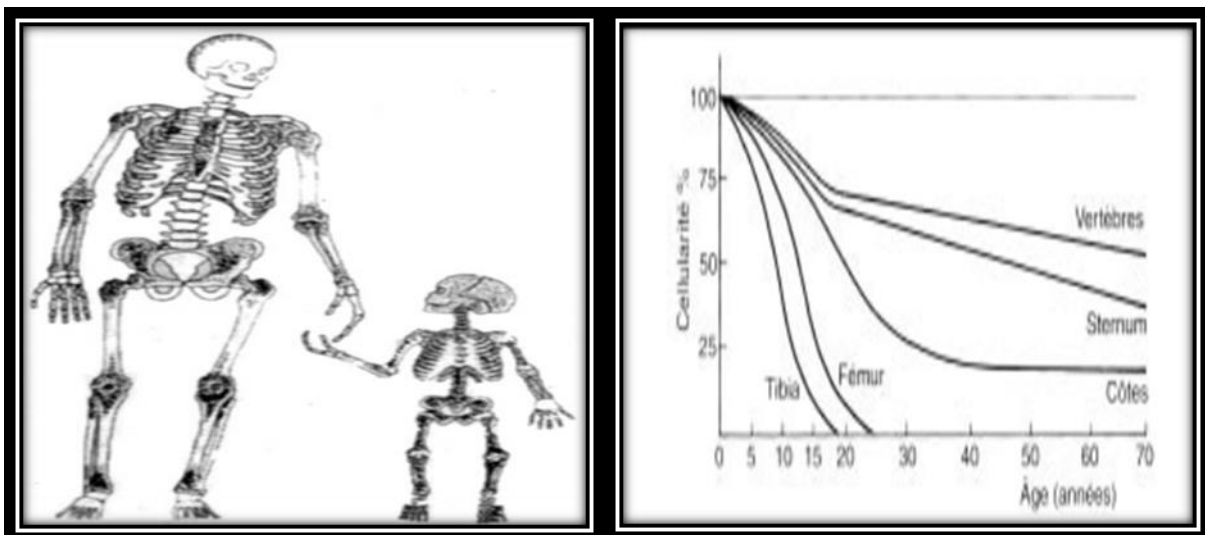 100
75
50
25
Cellularité %
Vertèbres
Sternum
Côtes
Fémur
Tibia
0 5 10 15 20 30 40 50 60 70
Âge (années)